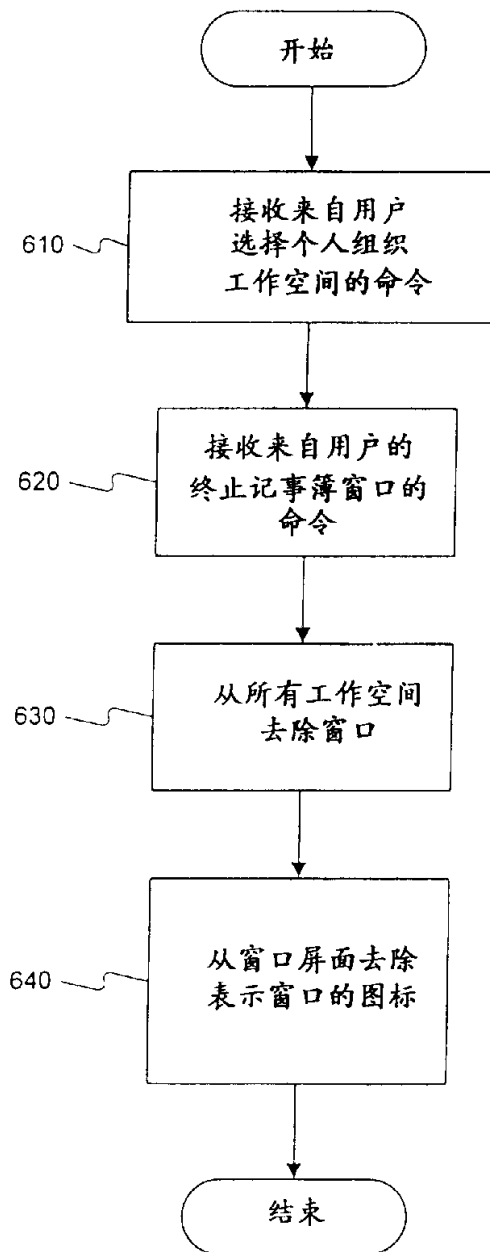 开始
610
接收来自用户
选择个人组织
工作空间的命令
620
接收来自用户的
终止记事簿窗口的
命令
630
从所有工作空间
去除窗口
640
从窗口屏面去除
表示窗口的图标
结束